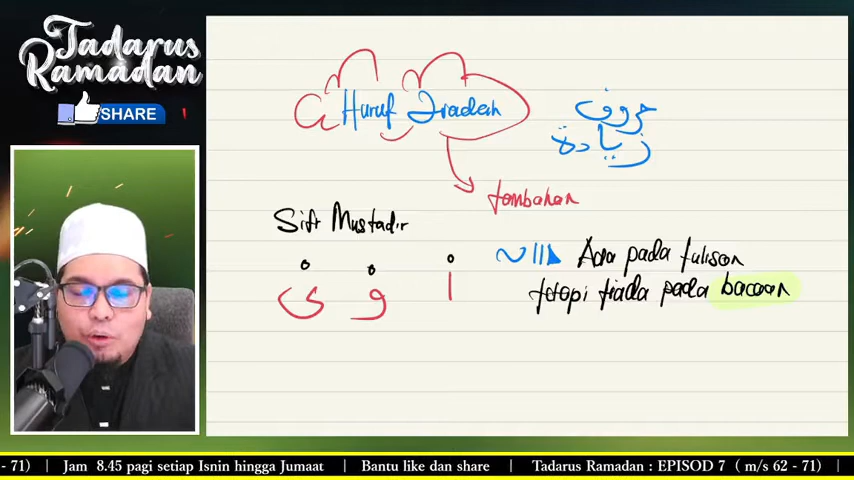 Tadarus
Ramadan
SHARE
Huruf Ziadah
حروف
زيادة
tambahan
Sifr Mustadir
ى و ا
Ada pada tulisan
tetapi tiada pada bacaan
- 71) | Jam 8.45 pagi setiap Isnin hingga Jumaat | Bantu like dan share | Tadarus Ramadan : EPISOD 7 ( m/s 62 - 71)